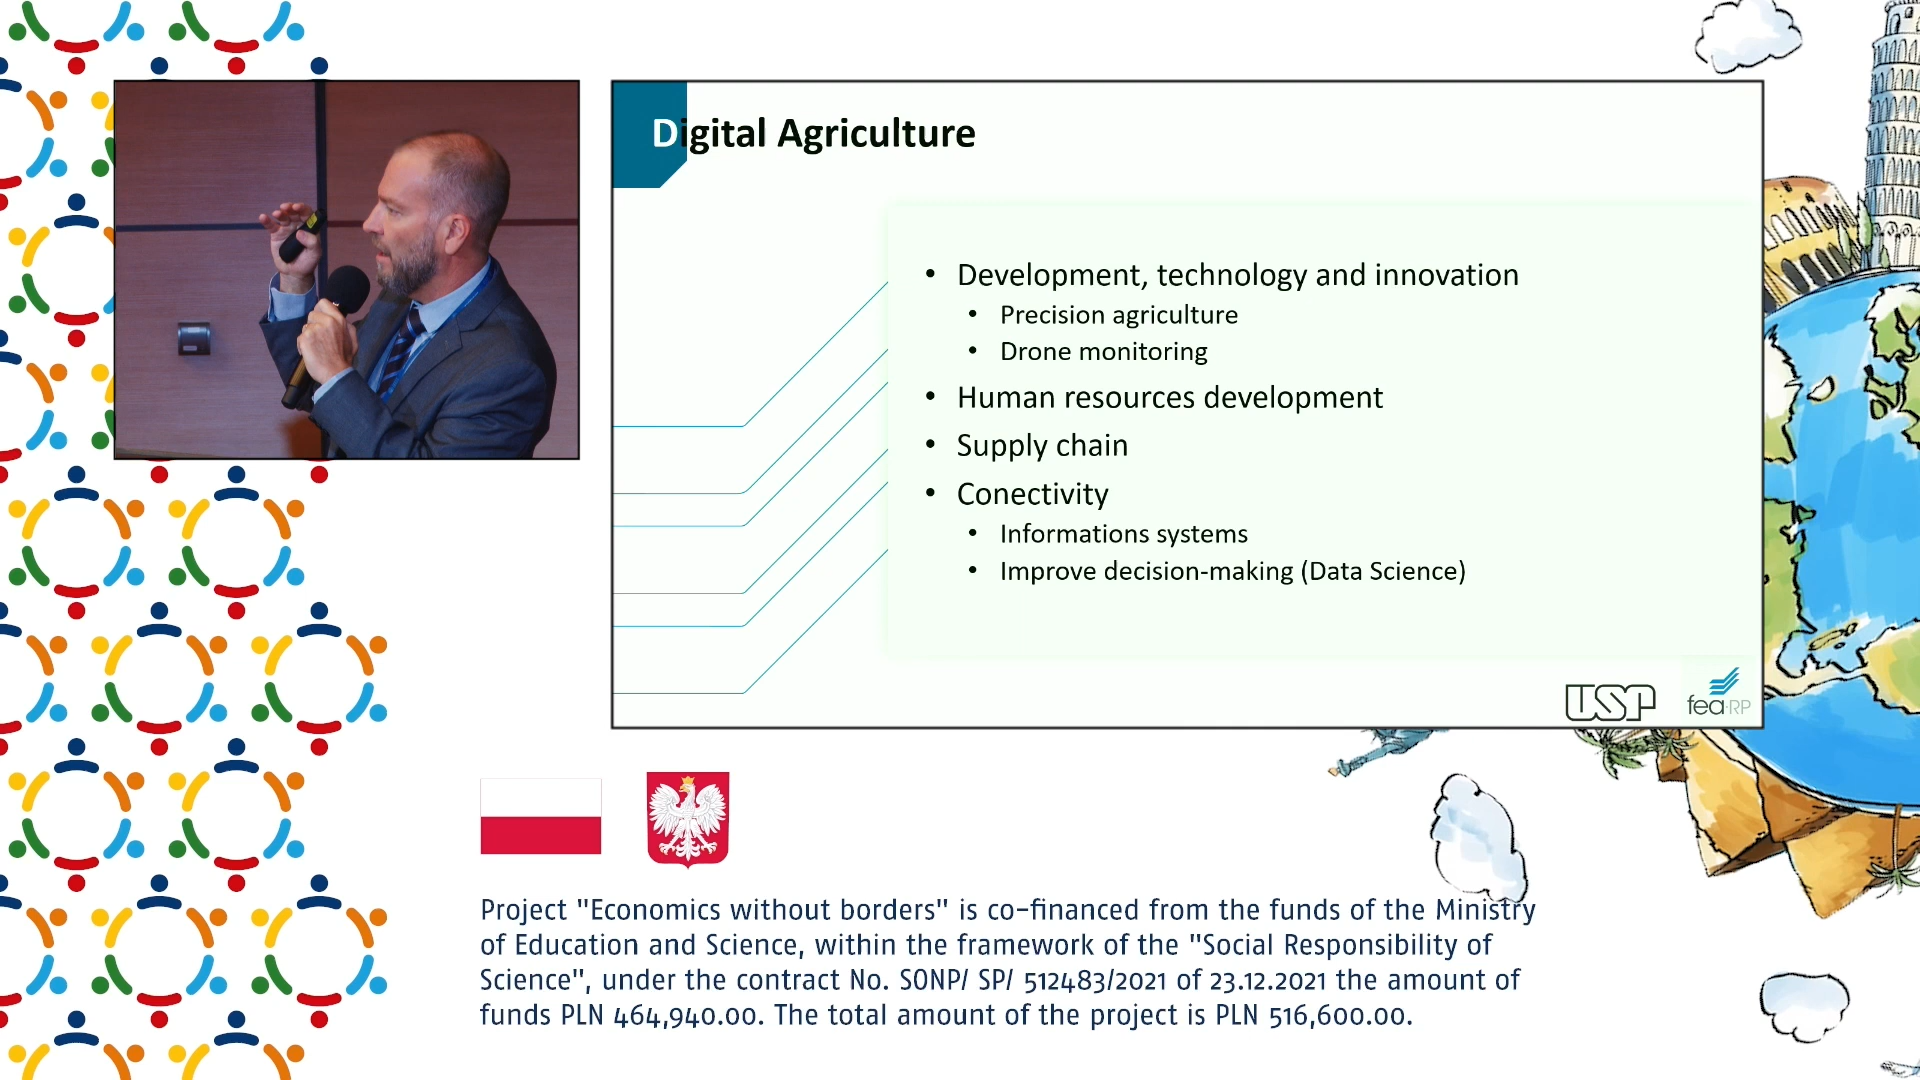 Digital Agriculture
• Development, technology and innovation
• Precision agriculture
• Drone monitoring
• Human resources development
• Supply chain
• Conectivity
• Informations systems
• Improve decision-making (Data Science)
USP
fea-RP
Project "Economics without borders" is co-financed from the funds of the Ministry
of Education and Science, within the framework of the "Social Responsibility of
Science", under the contract No. SONP/ SP/ 512483/2021 of 23.12.2021 the amount of
funds PLN 464,940.00. The total amount of the project is PLN 516,600.00.